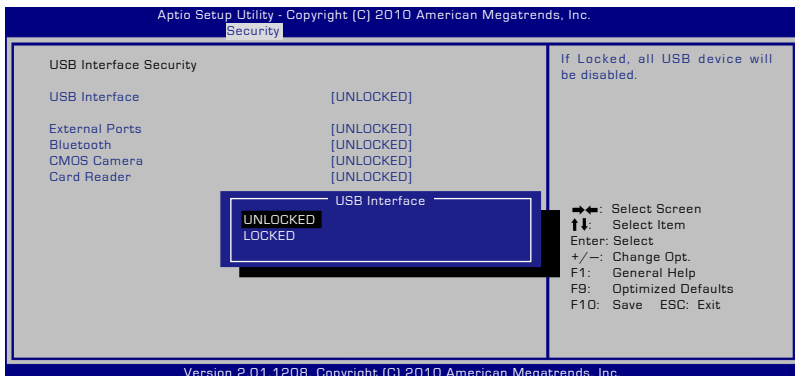 Aptio Setup Utility - Copyright (C) 2010 American Megatrends, Inc.
Security
USB Interface Security
USB Interface [UNLOCKED]
External Ports [UNLOCKED]
Bluetooth [UNLOCKED]
CMOS Camera [UNLOCKED]
Card Reader [UNLOCKED]
USB Interface
UNLOCKED
LOCKED
If Locked, all USB device will
be disabled.
→←: Select Screen
↑↓: Select Item
Enter: Select
+/—: Change Opt.
F1: General Help
F9: Optimized Defaults
F10: Save ESC: Exit
Version 2.01.1208. Copyright (C) 2010 American Megatrends, Inc.